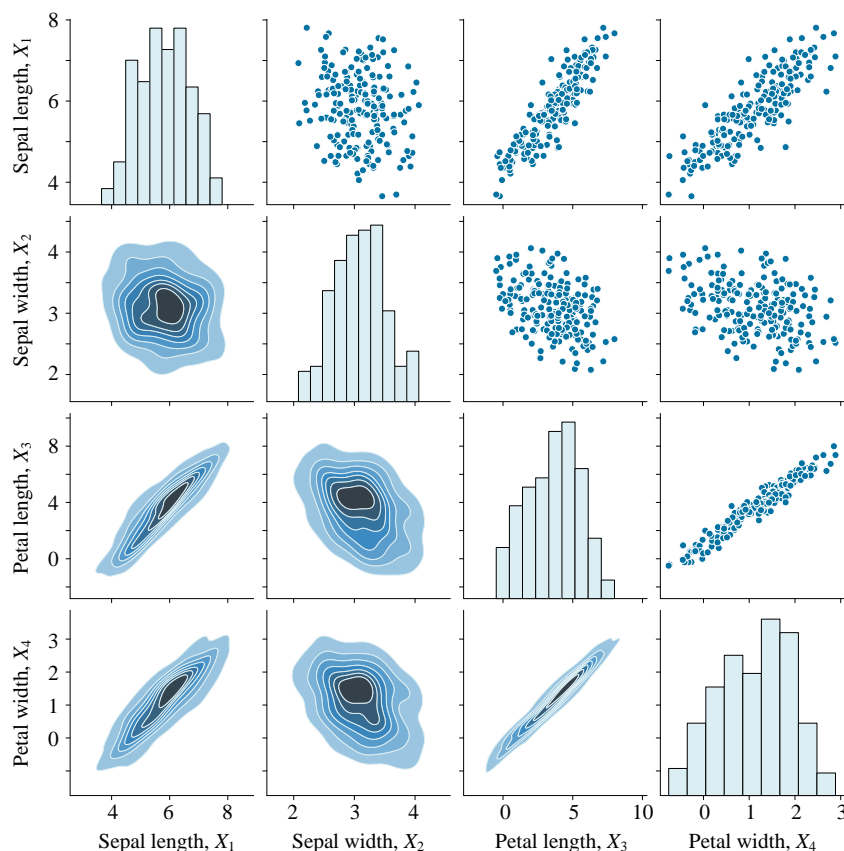 8
6
4
Sepal length, X₁
4
3
2
Sepal width, X₂
8
4
0
Petal length, X₃
3
2
1
0
Petal width, X₄
4 6 8
2 3 4
0 5 10
0 1 2 3
Sepal length, X₁
Sepal width, X₂
Petal length, X₃
Petal width, X₄